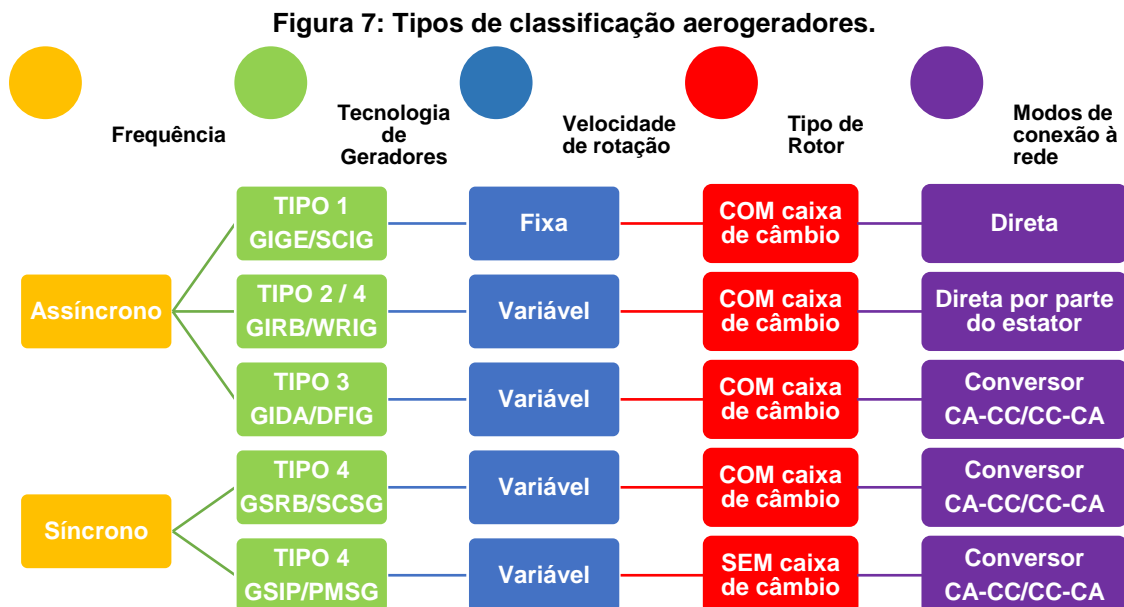 Figura 7: Tipos de classificação aerogeradores.
Frequência
Tecnologia
de
Geradores
Velocidade
de rotação
Tipo de
Rotor
Modos de
conexão à
rede
Assíncrono
TIPO 1
GIGE/SCIG
Fixa
COM caixa
de câmbio
Direta
TIPO 2 / 4
GIRB/WRIG
Variável
COM caixa
de câmbio
Direta por parte
do estator
TIPO 3
GIDA/DFIG
Variável
COM caixa
de câmbio
Conversor
CA-CC/CC-CA
Síncrono
TIPO 4
GSRB/SCSG
Variável
COM caixa
de câmbio
Conversor
CA-CC/CC-CA
TIPO 4
GSIP/PMSG
Variável
SEM caixa
de câmbio
Conversor
CA-CC/CC-CA